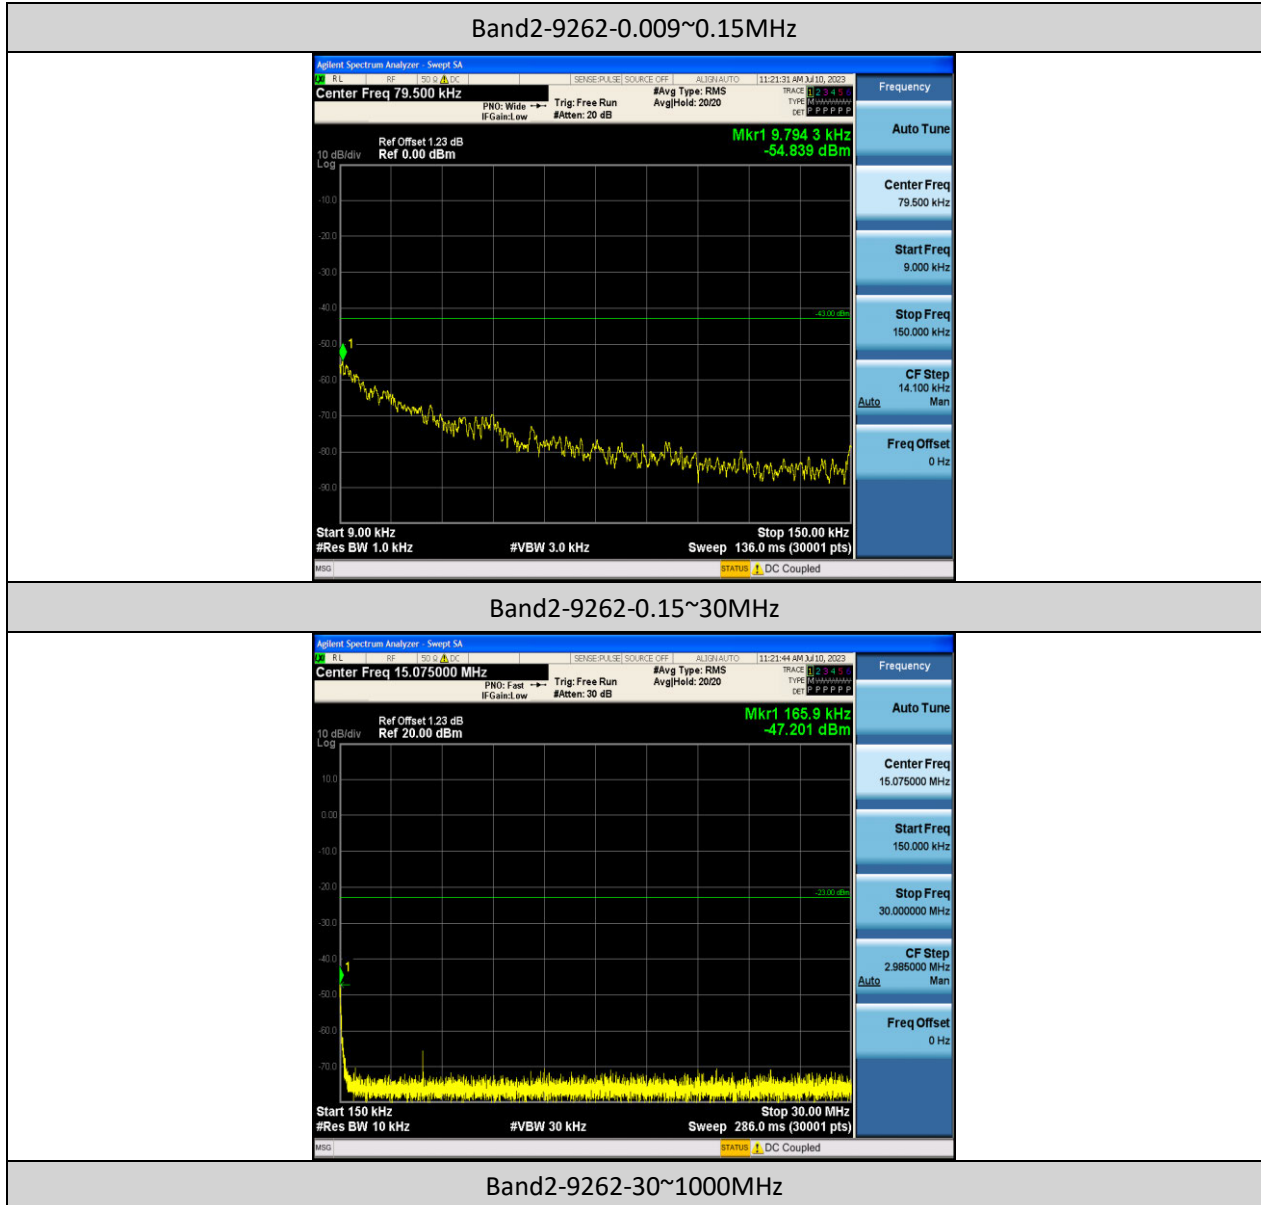 Band2-9262-0.009~0.15MHz
Agilent Spectrum Analyzer - Swept SA
RL RF 50 Ω DC SENSE:PULSE SOURCE OFF ALIGN AUTO 11:21:31 AM Jul 10, 2023
Center Freq 79.500 kHz
#Avg Type: RMS
TRACE 1 2 3 4 5 6
PNO: Wide
Trig: Free Run
Avg|Hold: 20/20
TYPE M
IFGain:Low
#Atten: 20 dB
DET P P P P P P
Mkr1 9.794 3 kHz
-54.839 dBm
Ref Offset 1.23 dB
10 dB/div Ref 0.00 dBm
Log
-10.0
-20.0
-30.0
-40.0
-43.00 dBm
-50.0
1
-60.0
-70.0
-80.0
-90.0
Start 9.00 kHz Stop 150.00 kHz
#Res BW 1.0 kHz #VBW 3.0 kHz Sweep 136.0 ms (30001 pts)
MSG STATUS DC Coupled
Frequency
Auto Tune
Center Freq
79.500 kHz
Start Freq
9.000 kHz
Stop Freq
150.000 kHz
CF Step
14.100 kHz
Auto Man
Freq Offset
0 Hz
Band2-9262-0.15~30MHz
Agilent Spectrum Analyzer - Swept SA
RL RF 50 Ω DC SENSE:PULSE SOURCE OFF ALIGN AUTO 11:21:44 AM Jul 10, 2023
Center Freq 15.075000 MHz
#Avg Type: RMS
TRACE 1 2 3 4 5 6
PNO: Fast
Trig: Free Run
Avg|Hold: 20/20
TYPE M
IFGain:Low
#Atten: 30 dB
DET P P P P P P
Mkr1 165.9 kHz
-47.201 dBm
Ref Offset 1.23 dB
10 dB/div Ref 20.00 dBm
Log
10.0
0.00
-10.0
-20.0
-23.00 dBm
-30.0
-40.0
1
-50.0
-60.0
-70.0
Start 150 kHz Stop 30.00 MHz
#Res BW 10 kHz #VBW 30 kHz Sweep 286.0 ms (30001 pts)
MSG STATUS DC Coupled
Frequency
Auto Tune
Center Freq
15.075000 MHz
Start Freq
150.000 kHz
Stop Freq
30.000000 MHz
CF Step
2.985000 MHz
Auto Man
Freq Offset
0 Hz
Band2-9262-30~1000MHz